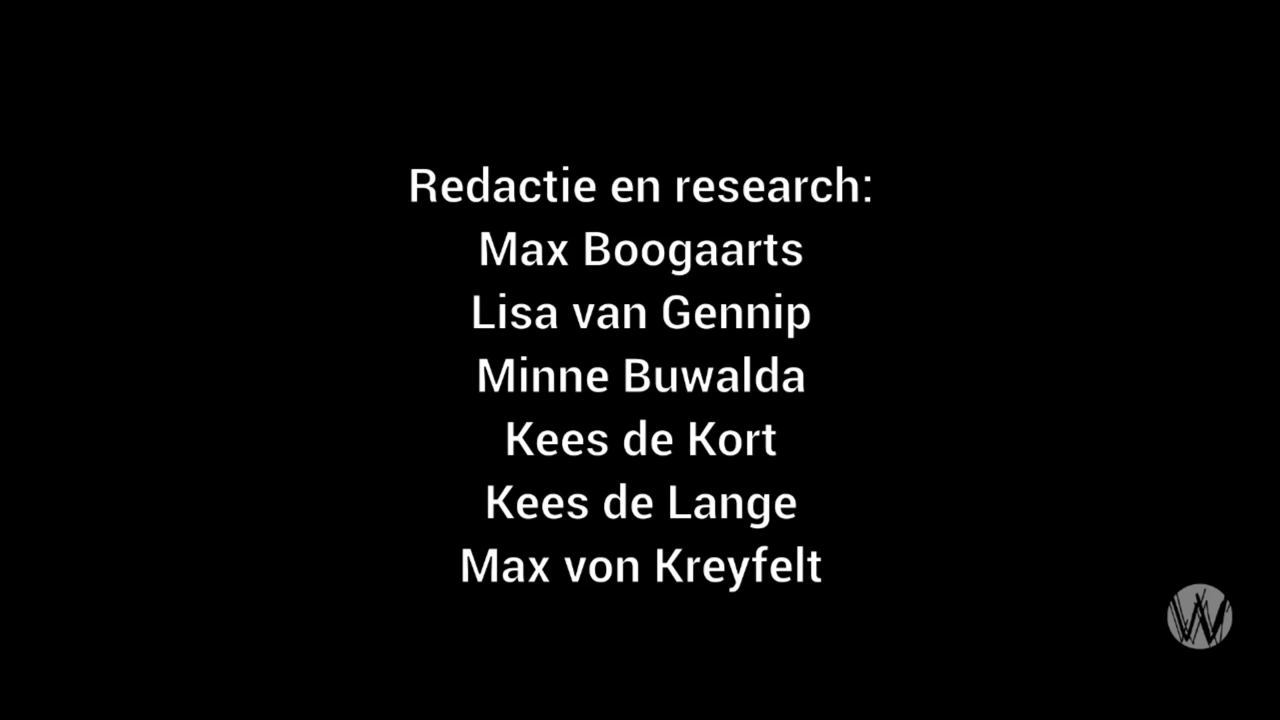 Redactie en research:
Max Boogaarts
Lisa van Gennip
Minne Buwalda
Kees de Kort
Kees de Lange
Max von Kreyfelt
W